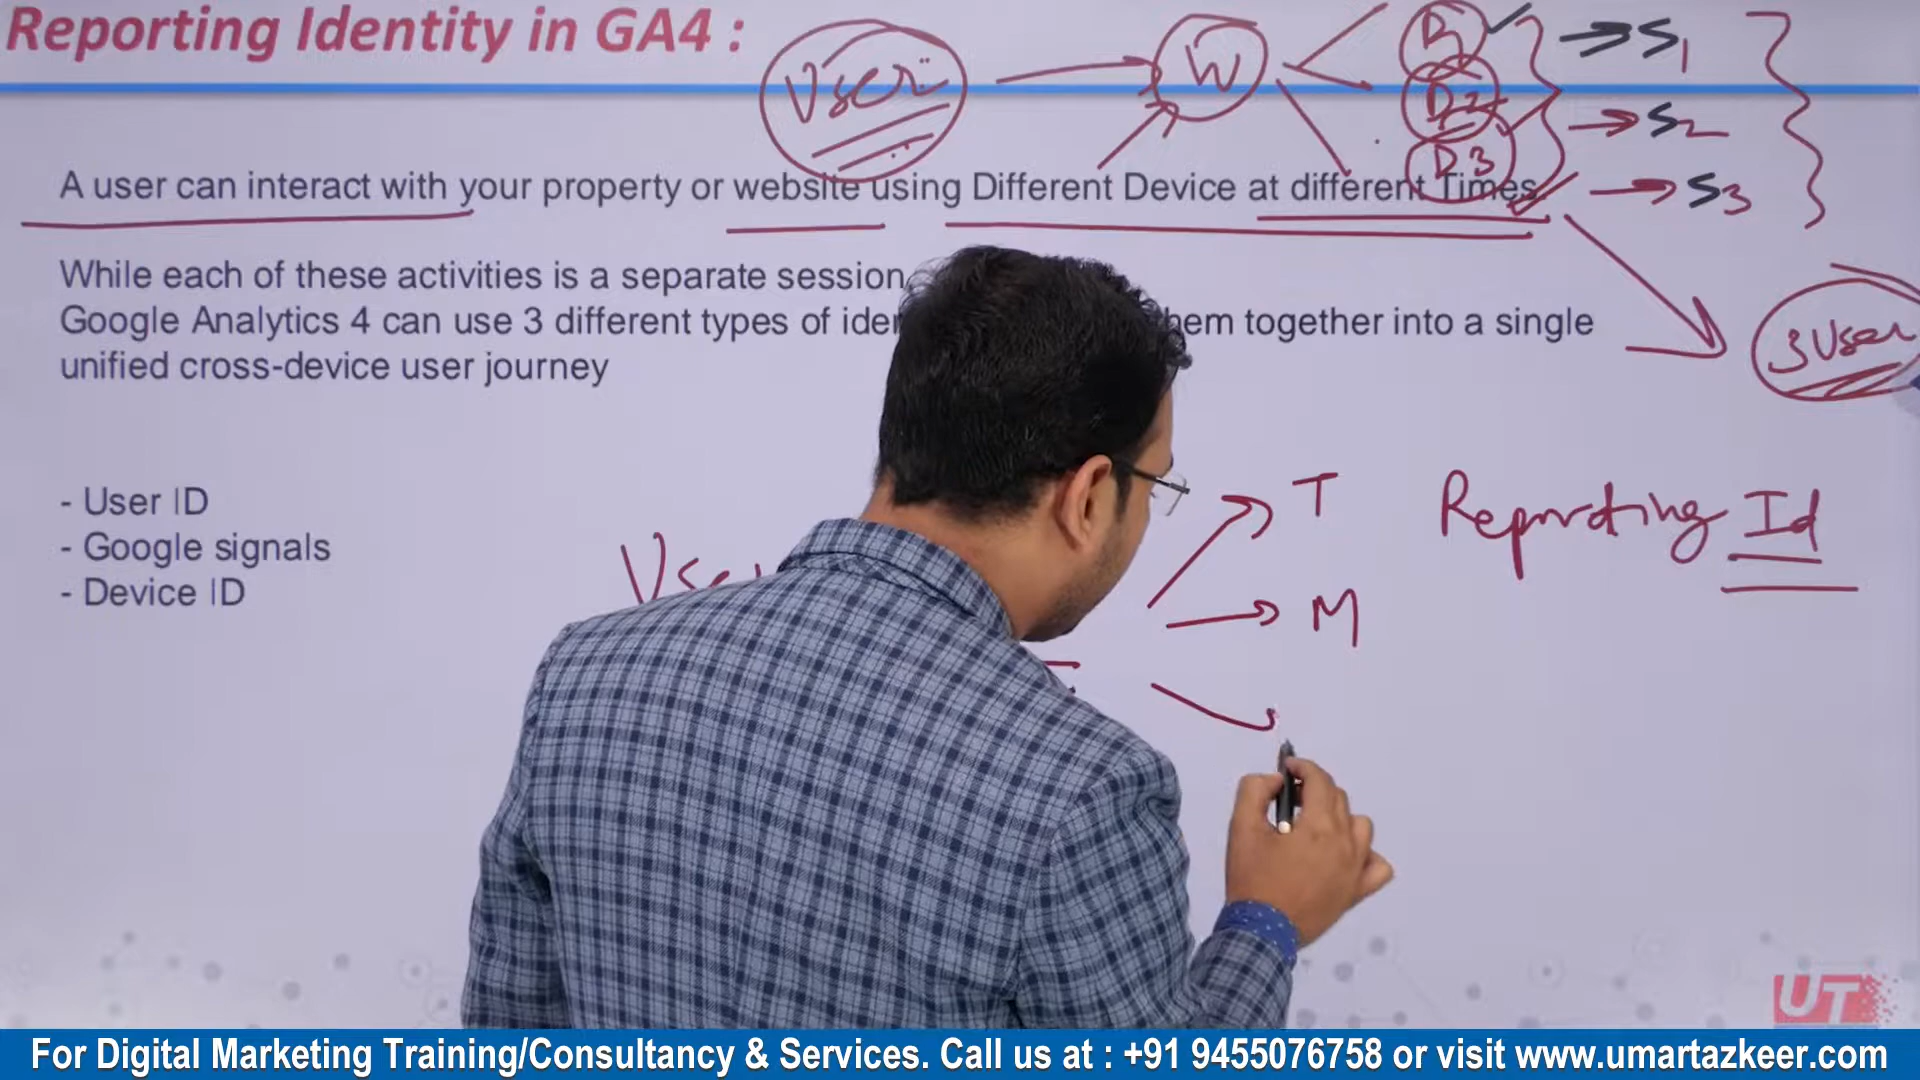 Reporting Identity in GA4 :
User
W
D1
D2
D3
S1
S2
S3
A user can interact with your property or website using Different Device at different Times
While each of these activities is a separate session
Google Analytics 4 can use 3 different types of hem together into a single
unified cross-device user journey
3 User
- User ID
- Google signals
- Device ID
T
M
Reporting Id
UT
For Digital Marketing Training/Consultancy & Services. Call us at : +91 9455076758 or visit www.umartazkeer.com